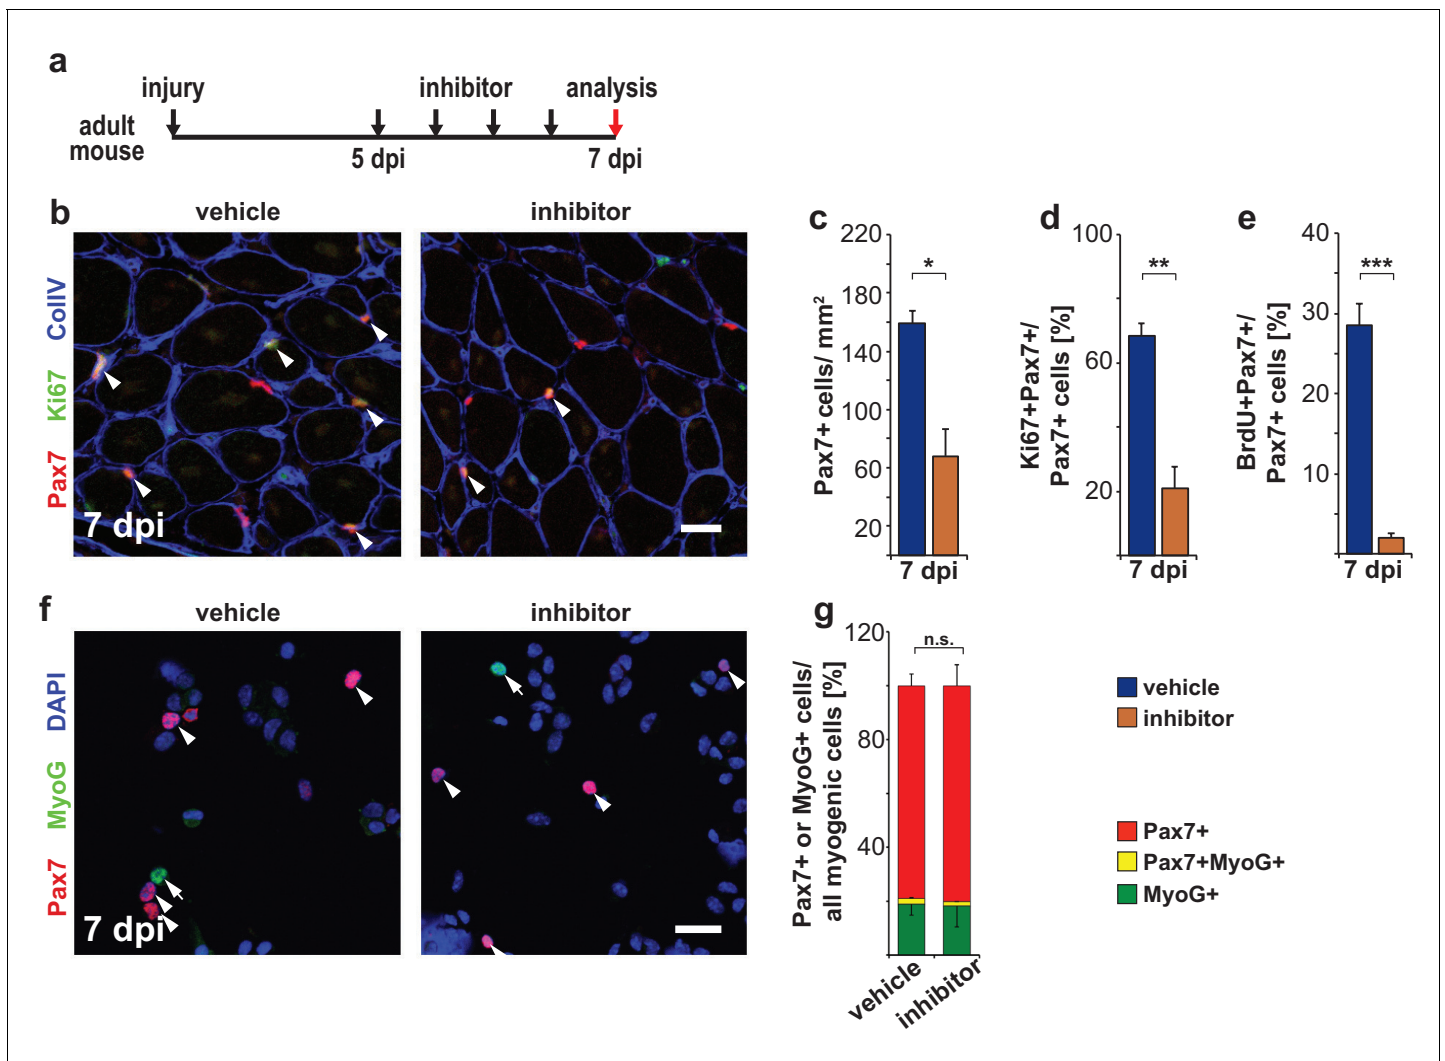 a
injury inhibitor analysis
adult
mouse
5 dpi 7 dpi
b
vehicle inhibitor
Pax7 Ki67 ColIV
7 dpi
c
Pax7+ cells/ mm²
220
180
140
100
60
20
*
7 dpi
d
Ki67+Pax7+/
Pax7+ cells [%]
100
60
20
**
7 dpi
e
BrdU+Pax7+/
Pax7+ cells [%]
40
30
20
10
***
7 dpi
f
vehicle inhibitor
Pax7 MyoG DAPI
7 dpi
g
Pax7+ or MyoG+ cells/
all myogenic cells [%]
120
80
40
n.s.
vehicle
inhibitor
vehicle
inhibitor
Pax7+
Pax7+MyoG+
MyoG+